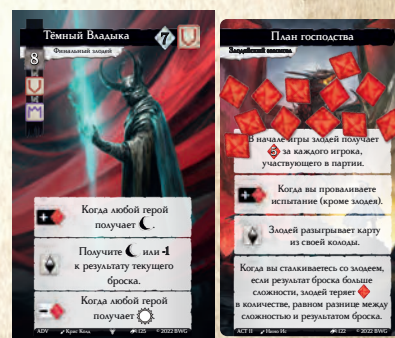 Тёмный Владыка
7
Финальный злодей
8
Когда любой герой
получает
.
Получите
или -1
к результату текущего
броска.
Когда любой герой
получает
.
ADV
125
© 2022 BWG
План господства
В начале игры злодей получает
за каждого игрока,
участвующего в партии.
Когда вы проваливаете
испытание (кроме злодея).
Злодей разыгрывает карту
из своей колоды.
Когда вы сталкиваетесь со злодеем,
если результат броска больше
сложности, злодей теряет
в количестве, равном разнице между
сложностью и результатом броска.
ACT II
122
© 2022 BWG